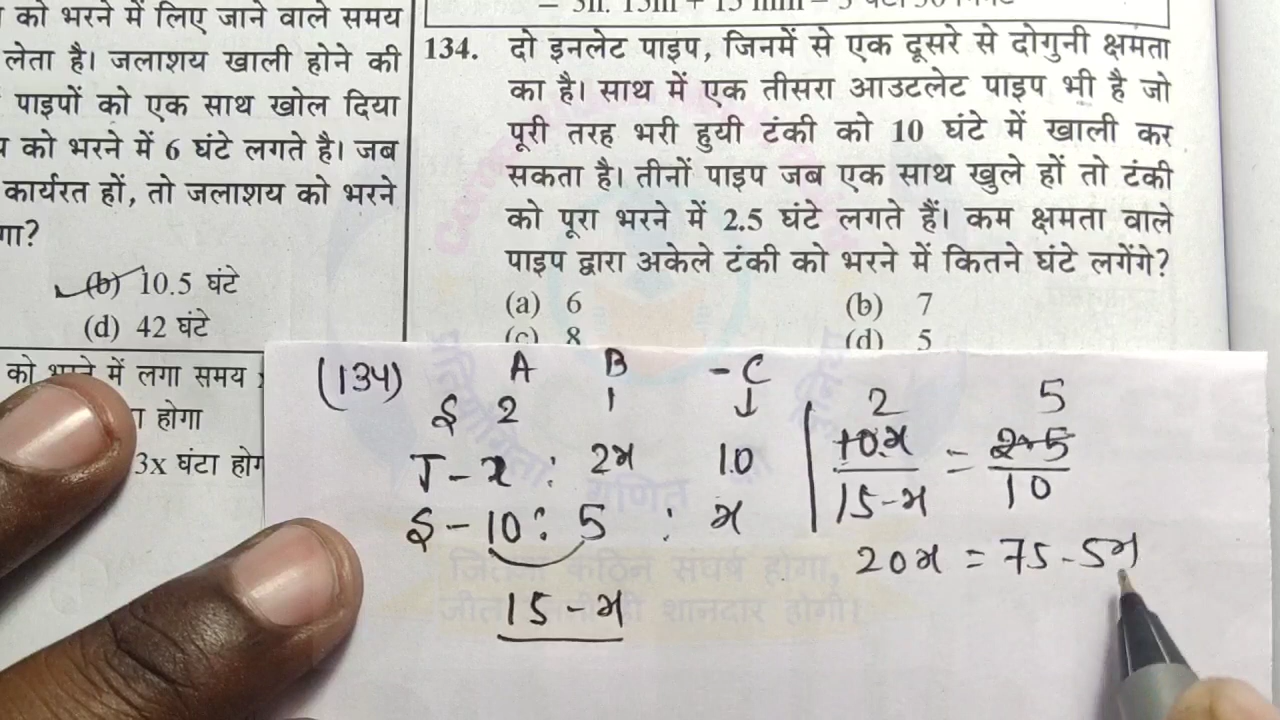 को भरने में लिए जाने वाले समय
लेता है। जलाशय खाली होने की
पाइपों को एक साथ खोल दिया
को भरने में 6 घंटे लगते है। जब
कार्यरत हों, तो जलाशय को भरने
गा?
(b) 10.5 घंटे
(d) 42 घंटे
को भरने में लगा समय
होगा
3x घंटा होग
134. दो इनलेट पाइप, जिनमें से एक दूसरे से दोगुनी क्षमता
का है। साथ में एक तीसरा आउटलेट पाइप भी है जो
पूरी तरह भरी हुयी टंकी को 10 घंटे में खाली कर
सकता है। तीनों पाइप जब एक साथ खुले हों तो टंकी
को पूरा भरने में 2.5 घंटे लगते हैं। कम क्षमता वाले
पाइप द्वारा अकेले टंकी को भरने में कितने घंटे लगेंगे?
(a) 6 (b) 7
(c) 8 (d) 5
(134) A B - C
S 2 1 ↓
T - x : 2x 10
S - 10 : 5 : x
15 - x
2 5
10x / 15-x = 2.5 / 10
20x = 75 - 5x